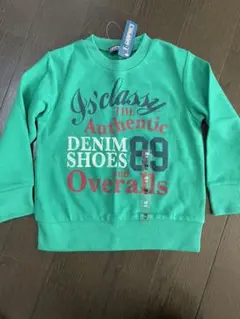 Is'classy
THE
Authentic
DENIM 89
SHOES
AND
Overalls